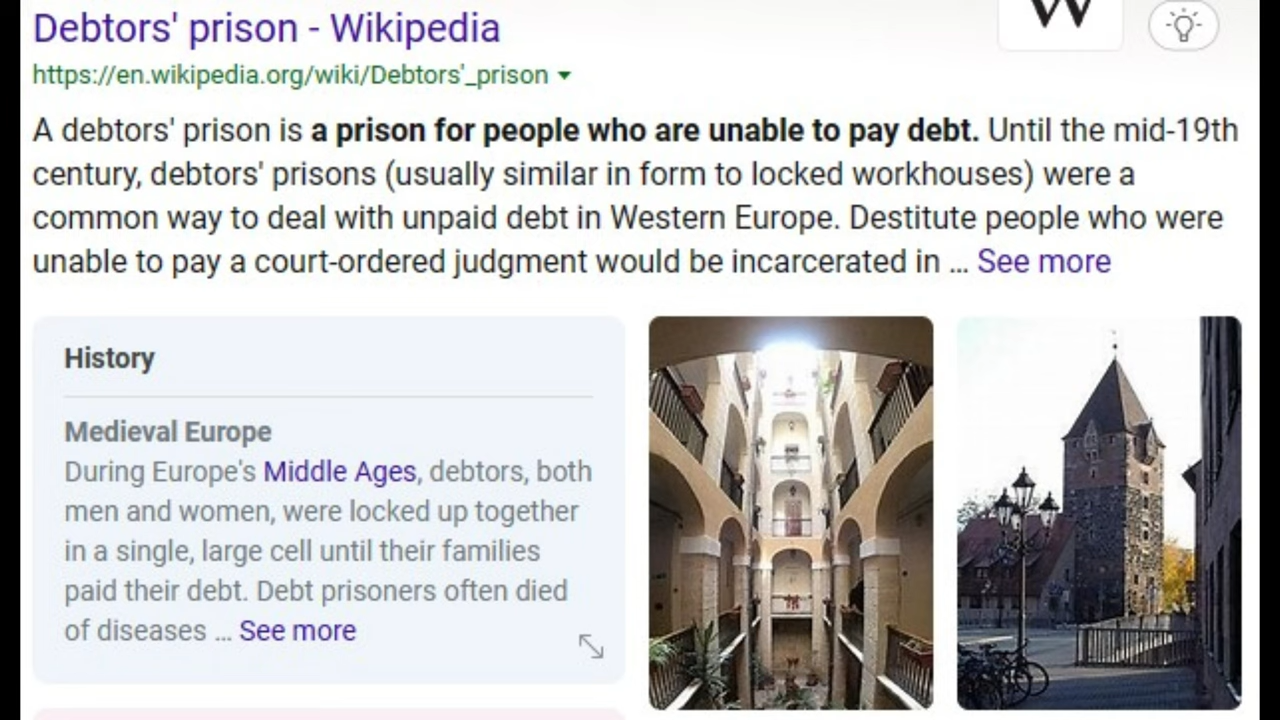 Debtors' prison - Wikipedia
W
https://en.wikipedia.org/wiki/Debtors'_prison
A debtors' prison is a prison for people who are unable to pay debt. Until the mid-19th
century, debtors' prisons (usually similar in form to locked workhouses) were a
common way to deal with unpaid debt in Western Europe. Destitute people who were
unable to pay a court-ordered judgment would be incarcerated in ... See more
History
Medieval Europe
During Europe's Middle Ages, debtors, both
men and women, were locked up together
in a single, large cell until their families
paid their debt. Debt prisoners often died
of diseases ... See more